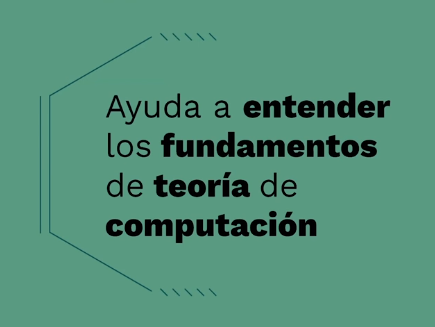 Ayuda a entender
los fundamentos
de teoría de
computación